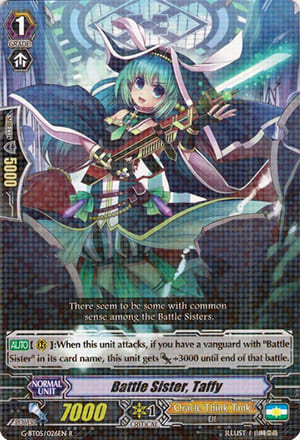 1
GRADE
5000
There seem to be some with common
sense among the Battle Sisters.
AUTO [ ]:When this unit attacks, if you have a vanguard with "Battle
Sister" in its card name, this unit gets +3000 until end of that battle.
NORMAL
UNIT
Battle Sister, Taffy
POWER
7000
1
CRITICAL
Oracle Think Tank
Elf
G-BT05/026EN R